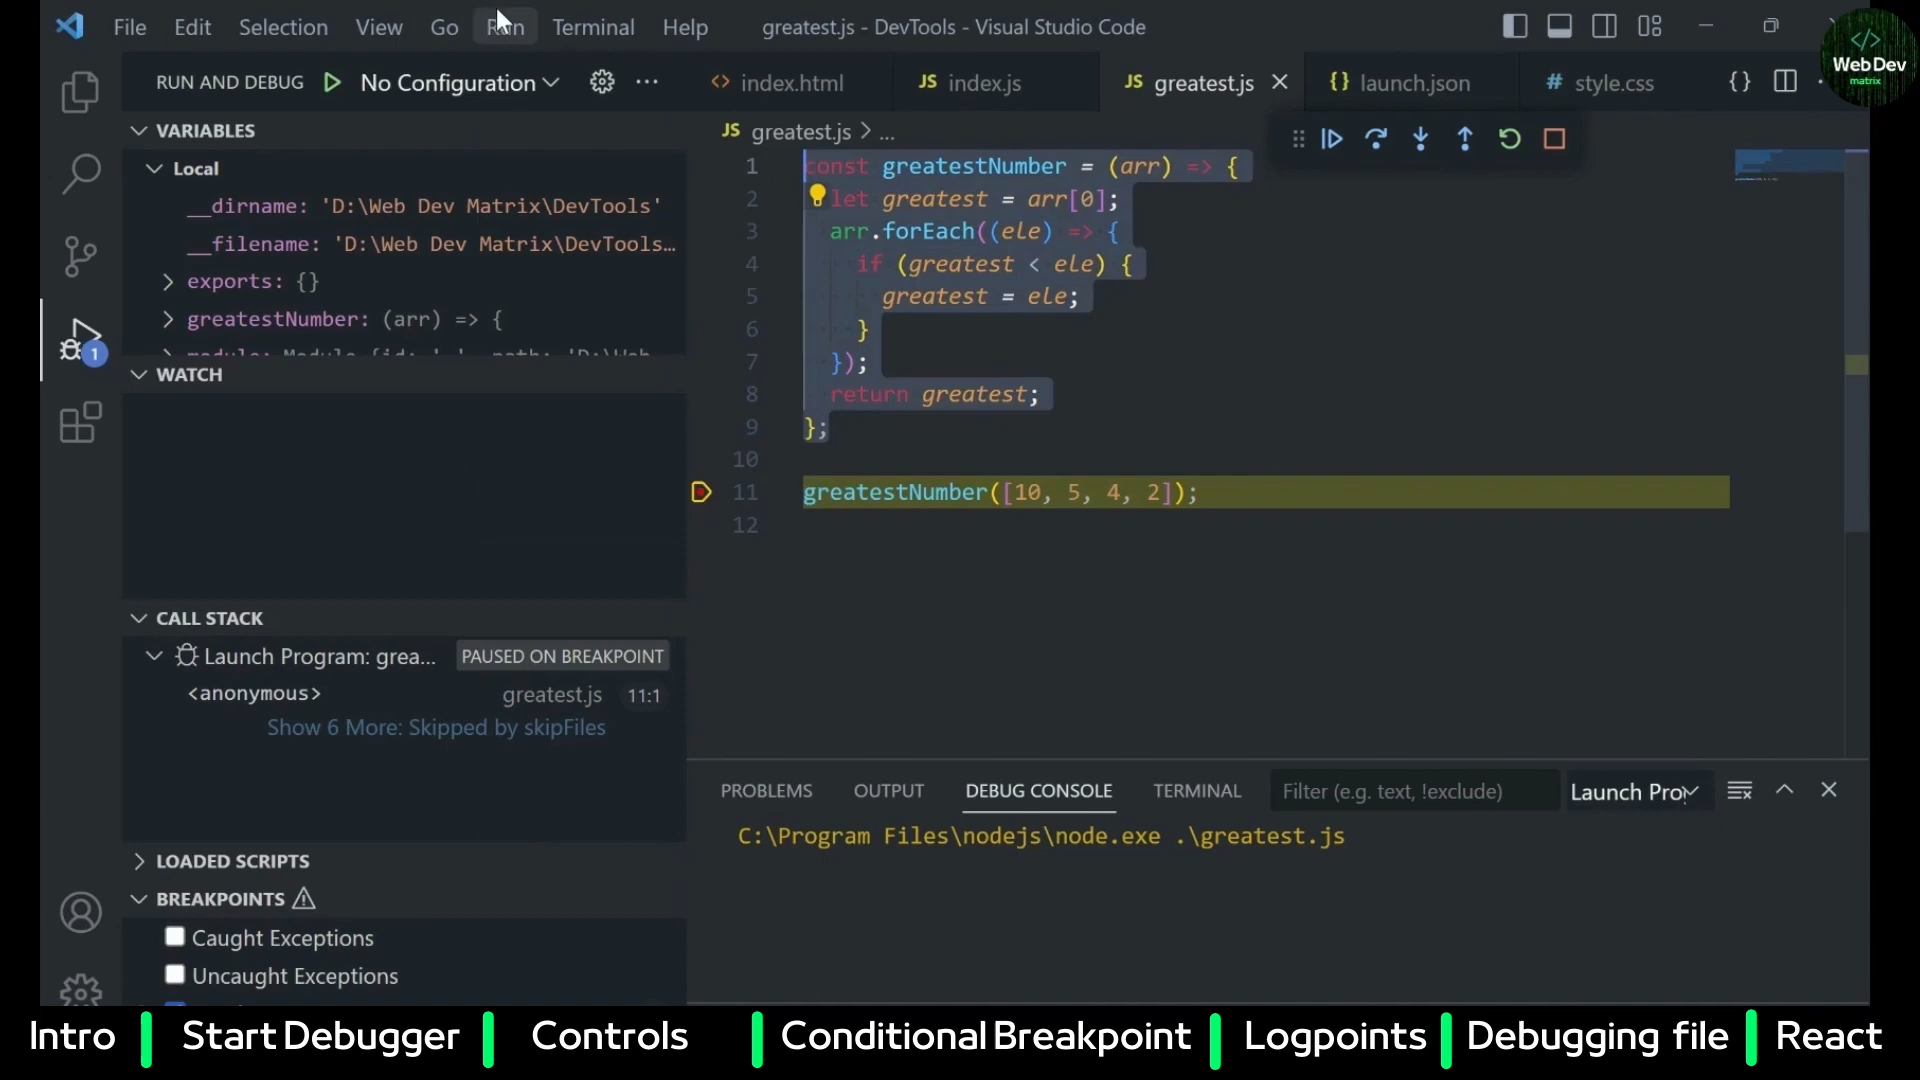 File Edit Selection View Go Run Terminal Help greatest.js - DevTools - Visual Studio Code
</>
WebDev
matrix
RUN AND DEBUG No Configuration
index.html JS index.js JS greatest.js {} launch.json # style.css {}
VARIABLES
Local
__dirname: 'D:\Web Dev Matrix\DevTools'
__filename: 'D:\Web Dev Matrix\DevTools…
exports: {}
greatestNumber: (arr) => {
WATCH
CALL STACK
Launch Program: grea... PAUSED ON BREAKPOINT
<anonymous> greatest.js 11:1
Show 6 More: Skipped by skipFiles
LOADED SCRIPTS
BREAKPOINTS
Caught Exceptions
Uncaught Exceptions
JS greatest.js > ...
1 const greatestNumber = (arr) => {
2 let greatest = arr[0];
3 arr.forEach((ele) => {
4 if (greatest < ele) {
5 greatest = ele;
6 }
7 });
8 return greatest;
9 };
10
11 greatestNumber([10, 5, 4, 2]);
12
PROBLEMS OUTPUT DEBUG CONSOLE TERMINAL Filter (e.g. text, !exclude) Launch Pro
C:\Program Files\nodejs\node.exe .\greatest.js
1
Intro Start Debugger Controls Conditional Breakpoint Logpoints Debugging file React